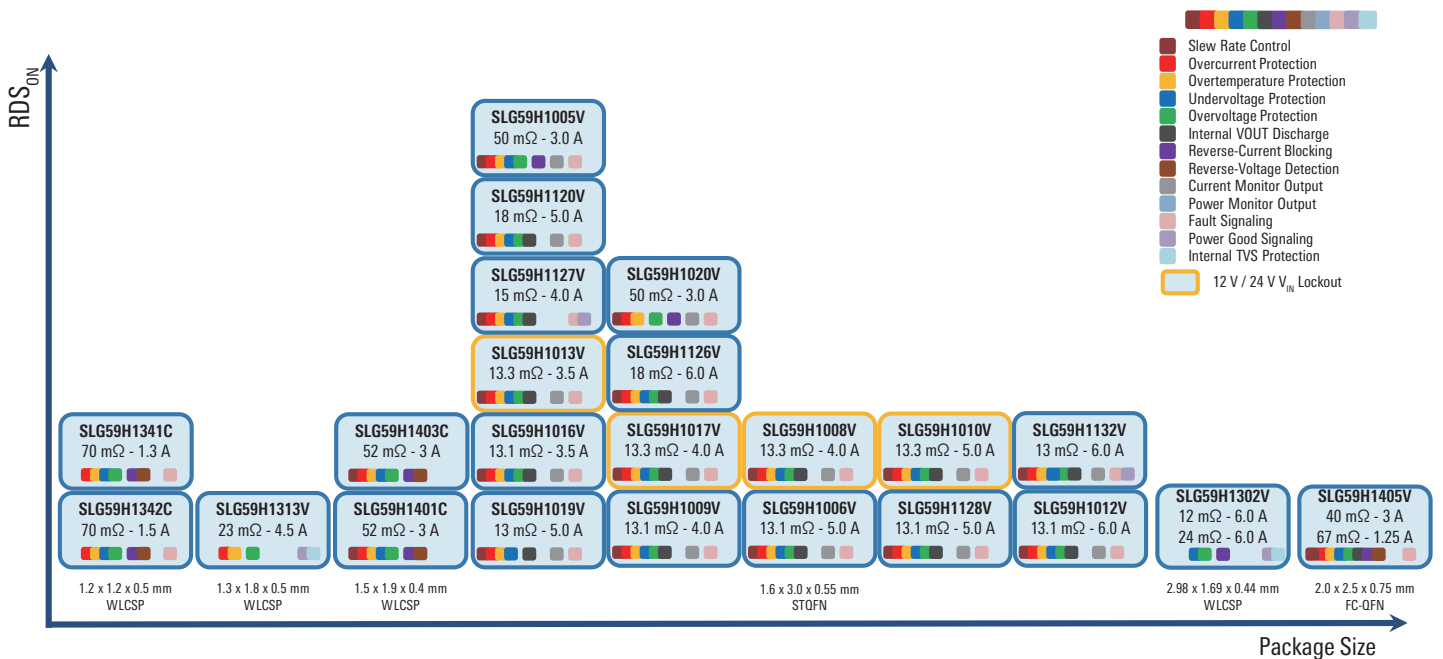 RDS_ON
Slew Rate Control
Overcurrent Protection
Overtemperature Protection
Undervoltage Protection
Overvoltage Protection
Internal VOUT Discharge
Reverse-Current Blocking
Reverse-Voltage Detection
Current Monitor Output
Power Monitor Output
Fault Signaling
Power Good Signaling
Internal TVS Protection
12 V / 24 V V_IN Lockout
SLG59H1005V
50 mΩ - 3.0 A
SLG59H1120V
18 mΩ - 5.0 A
SLG59H1127V
15 mΩ - 4.0 A
SLG59H1020V
50 mΩ - 3.0 A
SLG59H1013V
13.3 mΩ - 3.5 A
SLG59H1126V
18 mΩ - 6.0 A
SLG59H1341C
70 mΩ - 1.3 A
SLG59H1403C
52 mΩ - 3 A
SLG59H1016V
13.1 mΩ - 3.5 A
SLG59H1017V
13.3 mΩ - 4.0 A
SLG59H1008V
13.3 mΩ - 4.0 A
SLG59H1010V
13.3 mΩ - 5.0 A
SLG59H1132V
13 mΩ - 6.0 A
SLG59H1342C
70 mΩ - 1.5 A
SLG59H1313V
23 mΩ - 4.5 A
SLG59H1401C
52 mΩ - 3 A
SLG59H1019V
13 mΩ - 5.0 A
SLG59H1009V
13.1 mΩ - 4.0 A
SLG59H1006V
13.1 mΩ - 5.0 A
SLG59H1128V
13.1 mΩ - 5.0 A
SLG59H1012V
13.1 mΩ - 6.0 A
SLG59H1302V
12 mΩ - 6.0 A
24 mΩ - 6.0 A
SLG59H1405V
40 mΩ - 3 A
67 mΩ - 1.25 A
1.2 x 1.2 x 0.5 mm
WLCSP
1.3 x 1.8 x 0.5 mm
WLCSP
1.5 x 1.9 x 0.4 mm
WLCSP
1.6 x 3.0 x 0.55 mm
STQFN
2.98 x 1.69 x 0.44 mm
WLCSP
2.0 x 2.5 x 0.75 mm
FC-QFN
Package Size